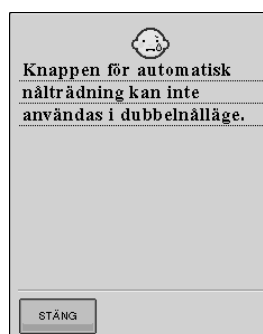 Knappen för automatisk
nålträdning kan inte
användas i dubbelnålläge.
STÄNG